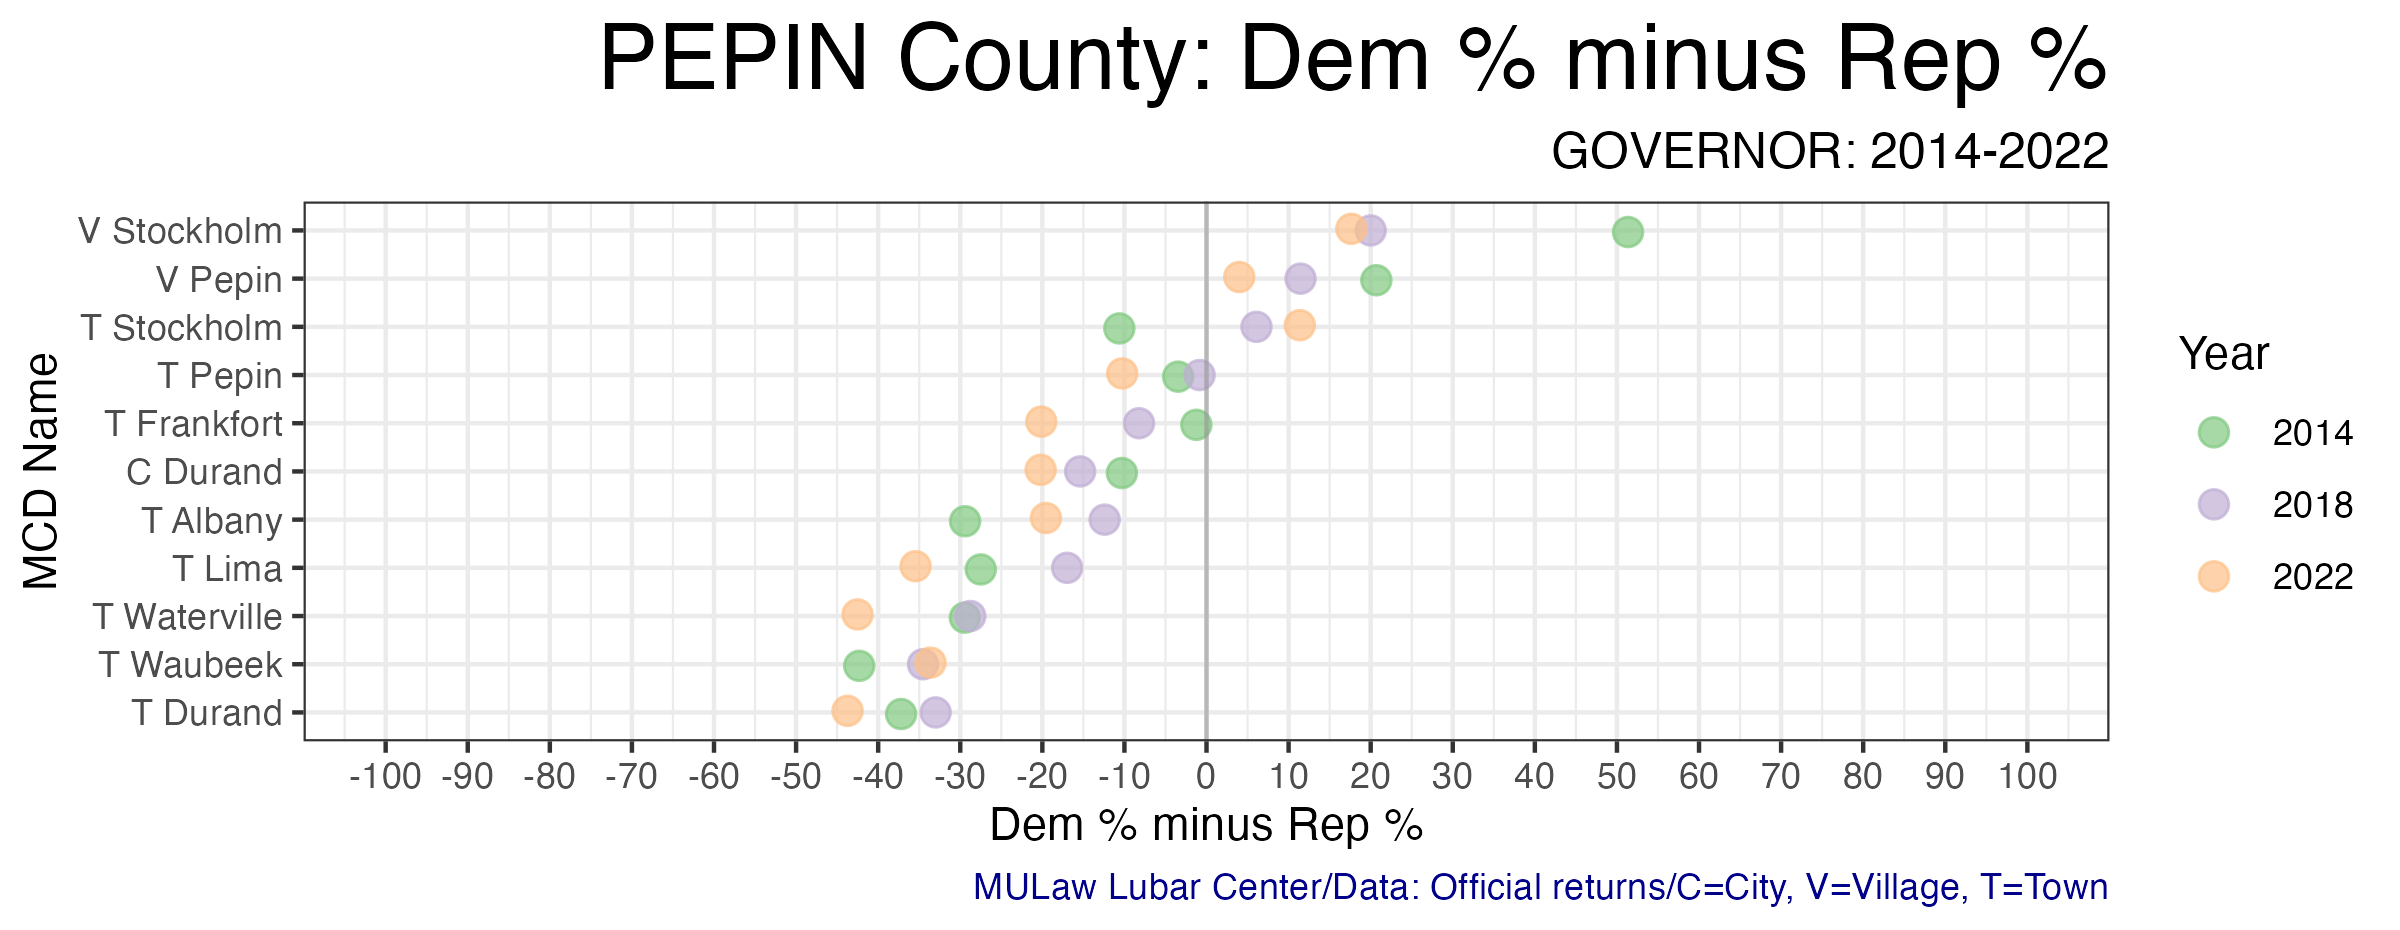 PEPIN County: Dem % minus Rep %
GOVERNOR: 2014-2022
MCD Name
V Stockholm
V Pepin
T Stockholm
T Pepin
T Frankfort
C Durand
T Albany
T Lima
T Waterville
T Waubeek
T Durand
-100 -90 -80 -70 -60 -50 -40 -30 -20 -10 0 10 20 30 40 50 60 70 80 90 100
Dem % minus Rep %
Year
2014
2018
2022
MULaw Lubar Center/Data: Official returns/C=City, V=Village, T=Town